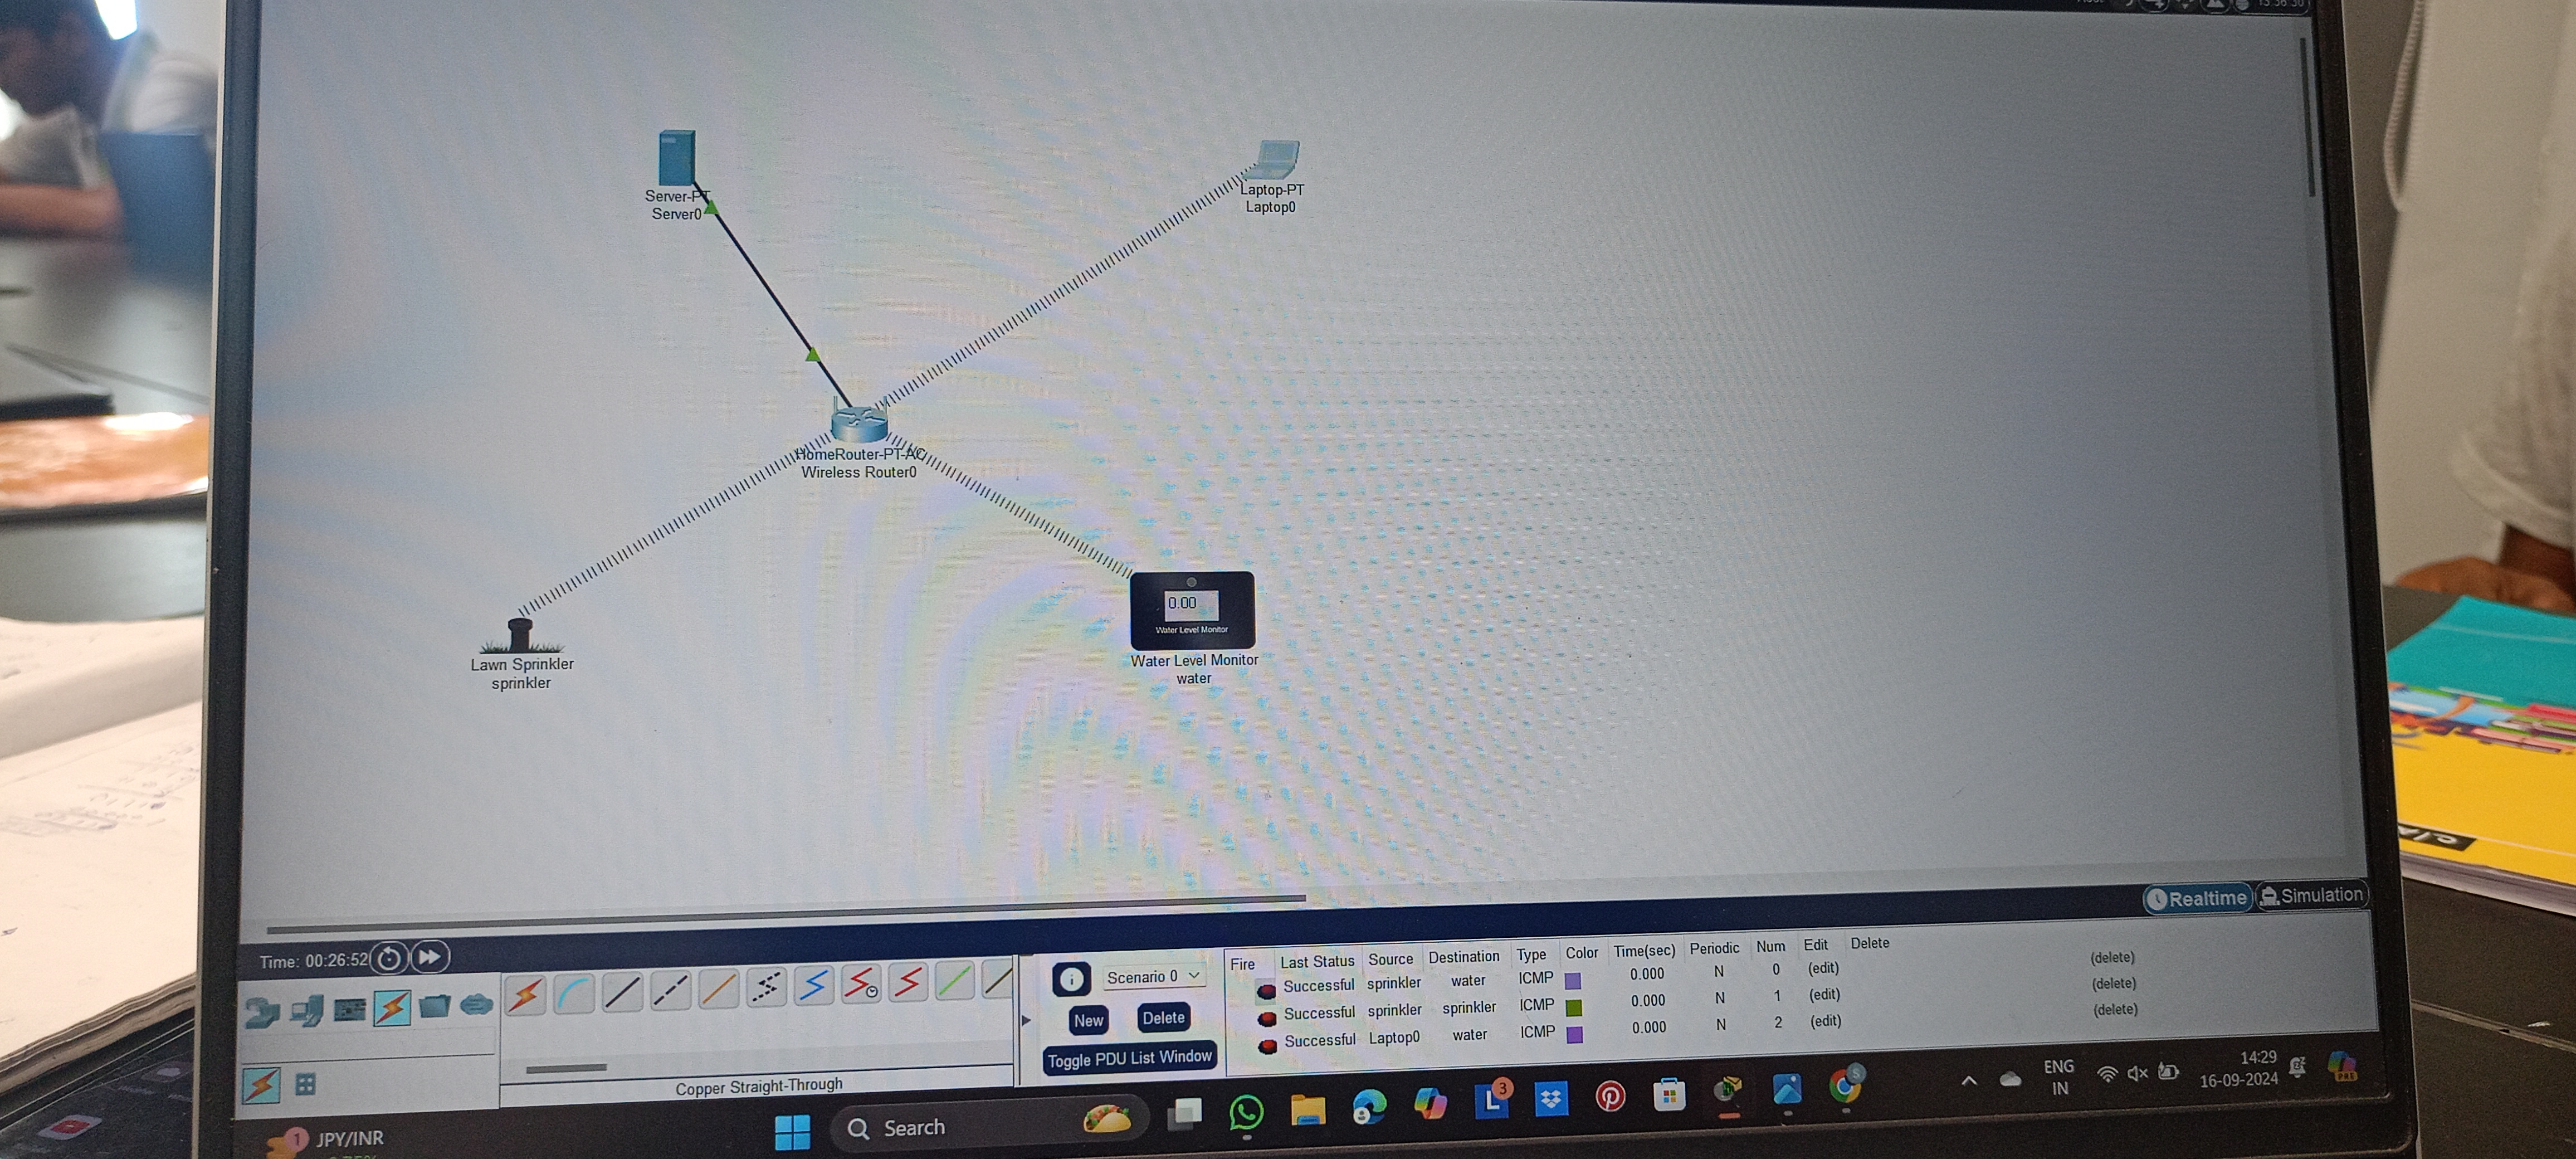 Server-PT
Server0
Laptop-PT
Laptop0
HomeRouter-PT-AC
Wireless Router0
0.00
Water Level Monitor
Lawn Sprinkler
sprinkler
Water Level Monitor
water
Realtime
Simulation
Time: 00:26:52
Scenario 0
New
Delete
Toggle PDU List Window
Copper Straight-Through
Fire Last Status Source Destination Type Color Time(sec) Periodic Num Edit Delete
Successful sprinkler water ICMP 0.000 N 0 (edit) (delete)
Successful sprinkler sprinkler ICMP 0.000 N 1 (edit) (delete)
Successful Laptop0 water ICMP 0.000 N 2 (edit) (delete)
1
JPY/INR
Search
L
3
S
ENG
IN
14:29
16-09-2024
PRE